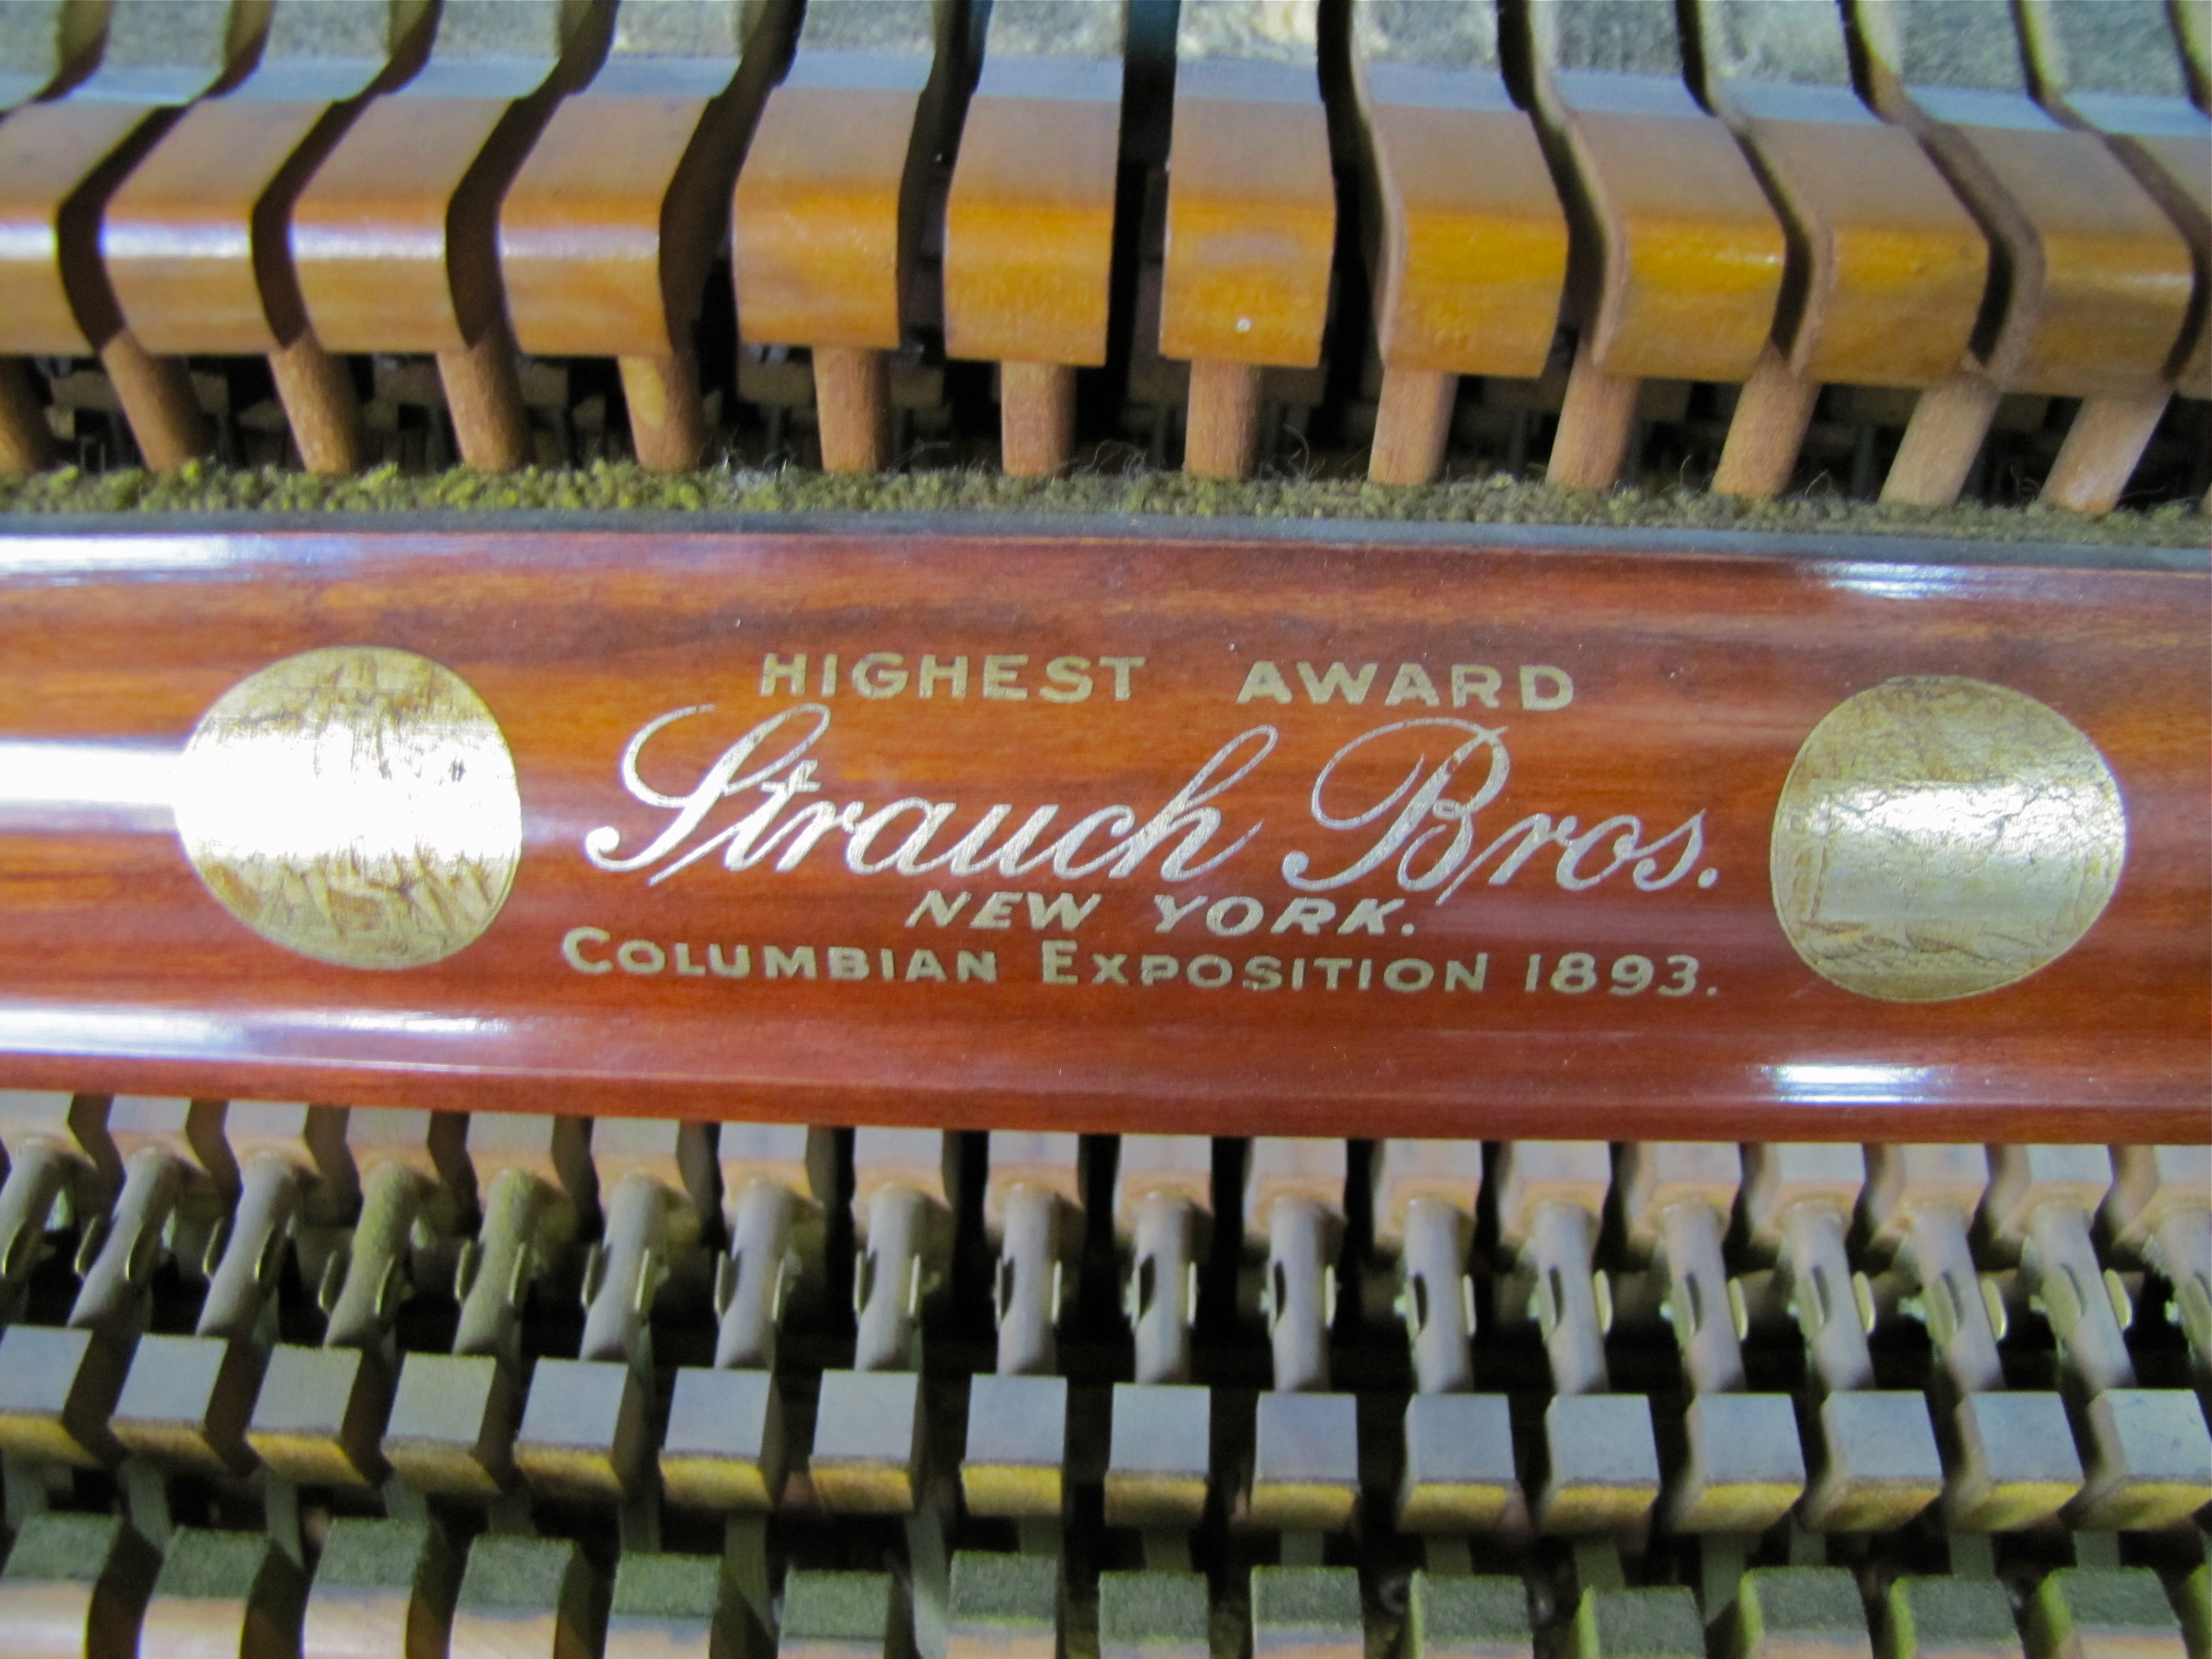 HIGHEST AWARD
Strauch Bros.
NEW YORK.
COLUMBIAN EXPOSITION 1893.